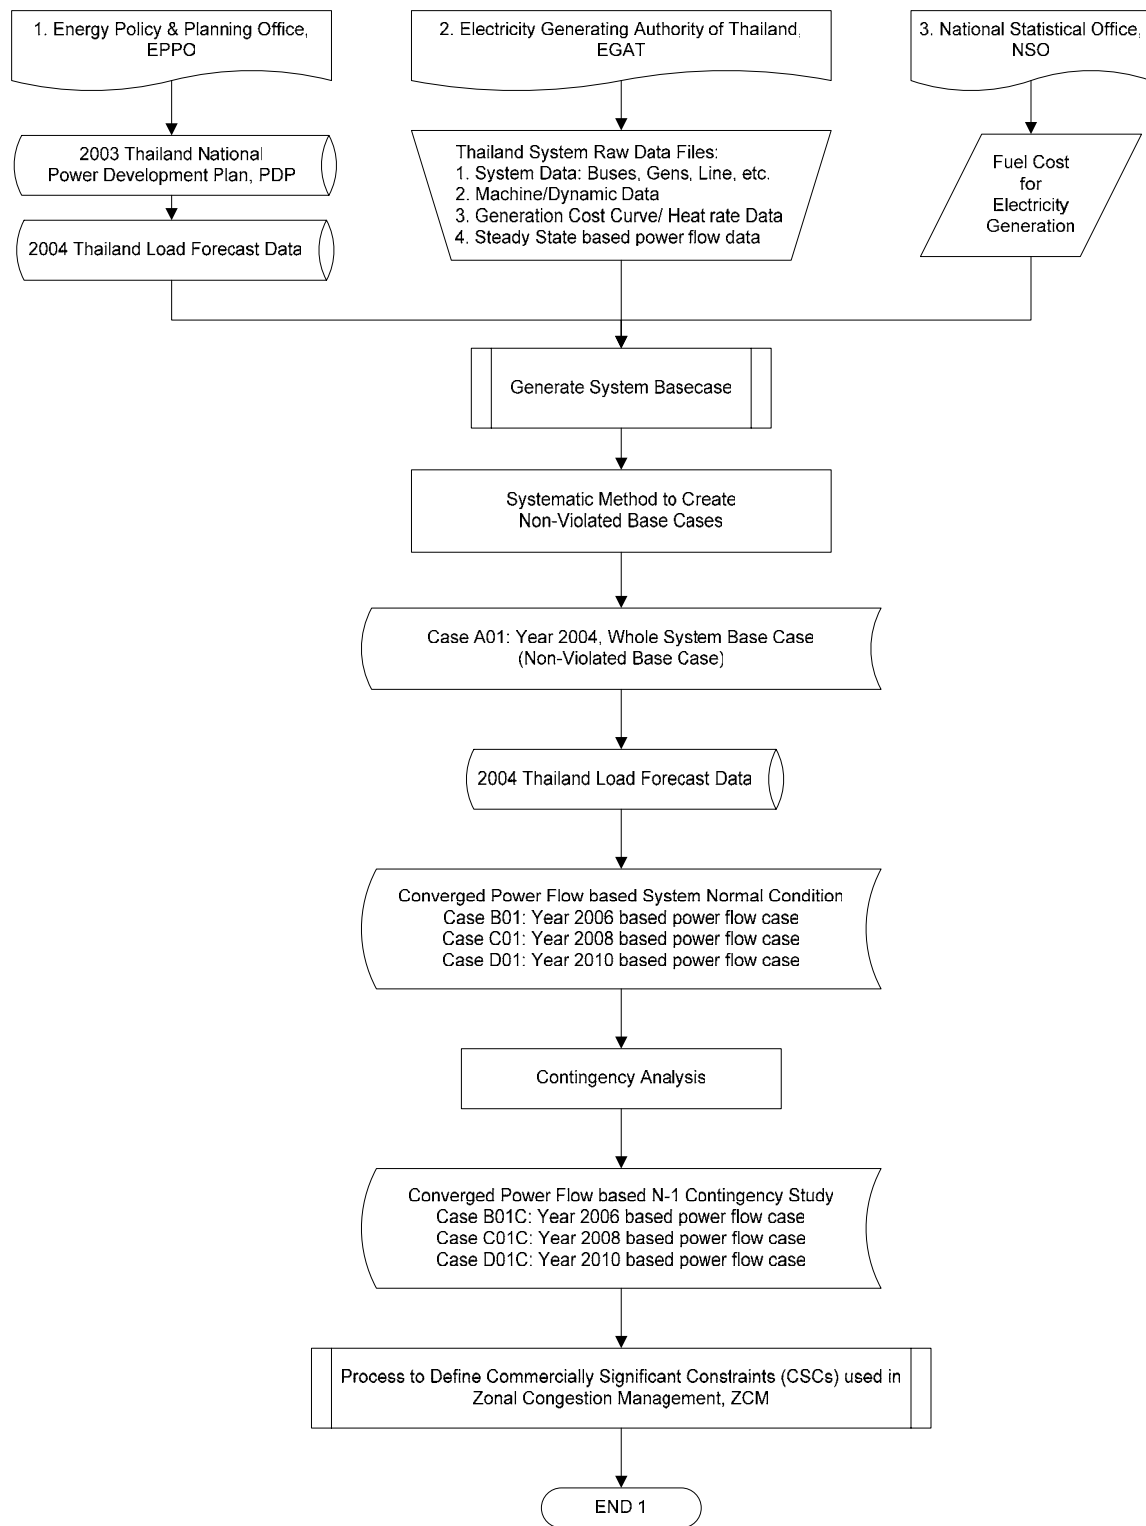 1. Energy Policy & Planning Office,
EPPO
2. Electricity Generating Authority of Thailand,
EGAT
3. National Statistical Office,
NSO
2003 Thailand National
Power Development Plan, PDP
2004 Thailand Load Forecast Data
Thailand System Raw Data Files:
1. System Data: Buses, Gens, Line, etc.
2. Machine/Dynamic Data
3. Generation Cost Curve/ Heat rate Data
4. Steady State based power flow data
Fuel Cost
for
Electricity
Generation
Generate System Basecase
Systematic Method to Create
Non-Violated Base Cases
Case A01: Year 2004, Whole System Base Case
(Non-Violated Base Case)
2004 Thailand Load Forecast Data
Converged Power Flow based System Normal Condition
Case B01: Year 2006 based power flow case
Case C01: Year 2008 based power flow case
Case D01: Year 2010 based power flow case
Contingency Analysis
Converged Power Flow based N-1 Contingency Study
Case B01C: Year 2006 based power flow case
Case C01C: Year 2008 based power flow case
Case D01C: Year 2010 based power flow case
Process to Define Commercially Significant Constraints (CSCs) used in
Zonal Congestion Management, ZCM
END 1